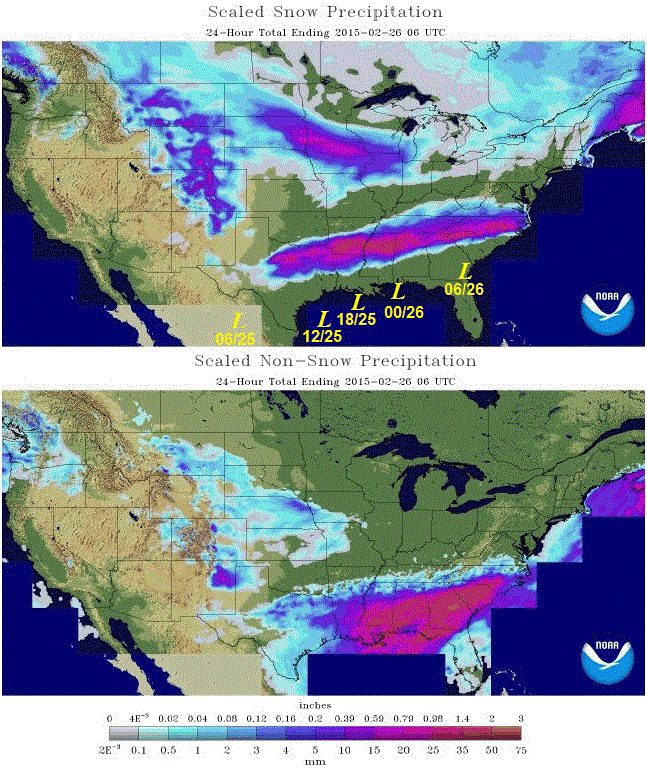 Scaled Snow Precipitation
24-Hour Total Ending 2015-02-26 06 UTC
L
06/26
L
00/26
L
18/25
L
12/25
L
06/25
NOAA
Scaled Non-Snow Precipitation
24-Hour Total Ending 2015-02-26 06 UTC
NOAA
inches
0 4E⁻³ 0.02 0.04 0.08 0.12 0.16 0.2 0.39 0.59 0.79 0.98 1.4 2 3
2E⁻³ 0.1 0.5 1 2 3 4 5 10 15 20 25 35 50 75
mm